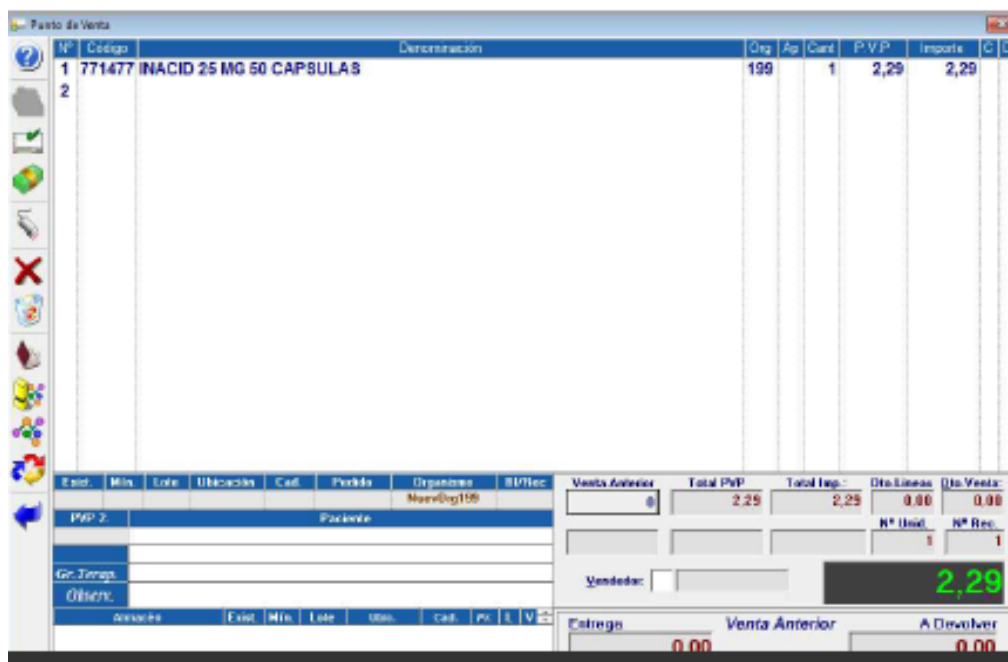 Punto de Venta
Nº Código Denominación Org Ap Cant P.V.P Importe C
1 771477 INACID 25 MG 50 CAPSULAS 199 1 2,29 2,29
2
Exist. Mín. Lote Ubicación Cad. Pedido Organismo
NuevOrg199
PVP 2. Paciente
Gr. Terap.
Observ.
Almacén Exist. Mín. Lote Ubic. Cad. L V
Venta Anterior Total PVP Total Imp.: Dto.Lineas Dto.Venta:
0 2,29 2,29 0,00 0,00
Nº Unid. Nº Rec.
1 1
Vendedor:
2,29
Entrega Venta Anterior A Devolver
0.00 0.00